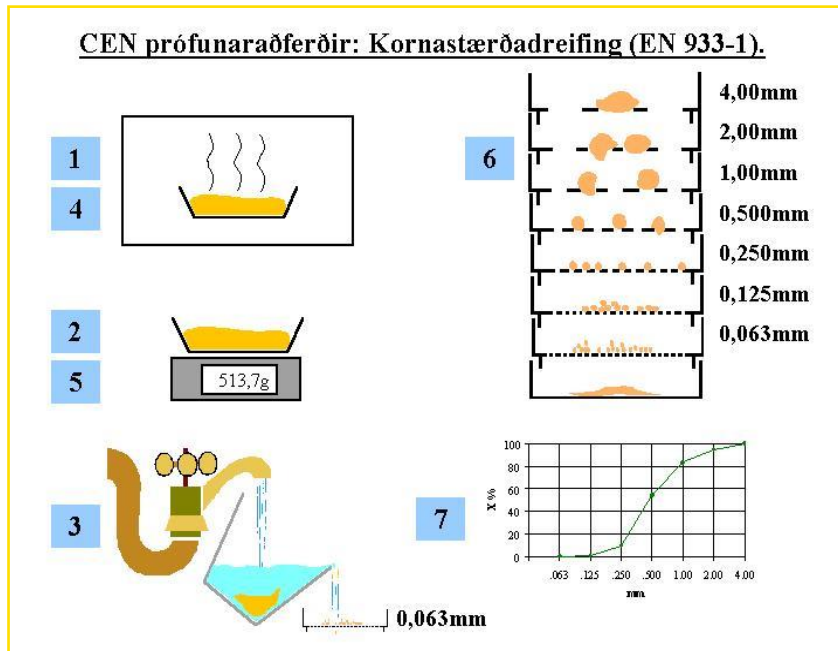 CEN prófunaraðferðir: Kornastærðadreifing (EN 933-1).
1
4
2
5
513,7g
3
0,063mm
6
4,00mm
2,00mm
1,00mm
0,500mm
0,250mm
0,125mm
0,063mm
7
X %
100
80
60
40
20
0
.063 .125 .250 .500 1.00 2.00 4.00
mm